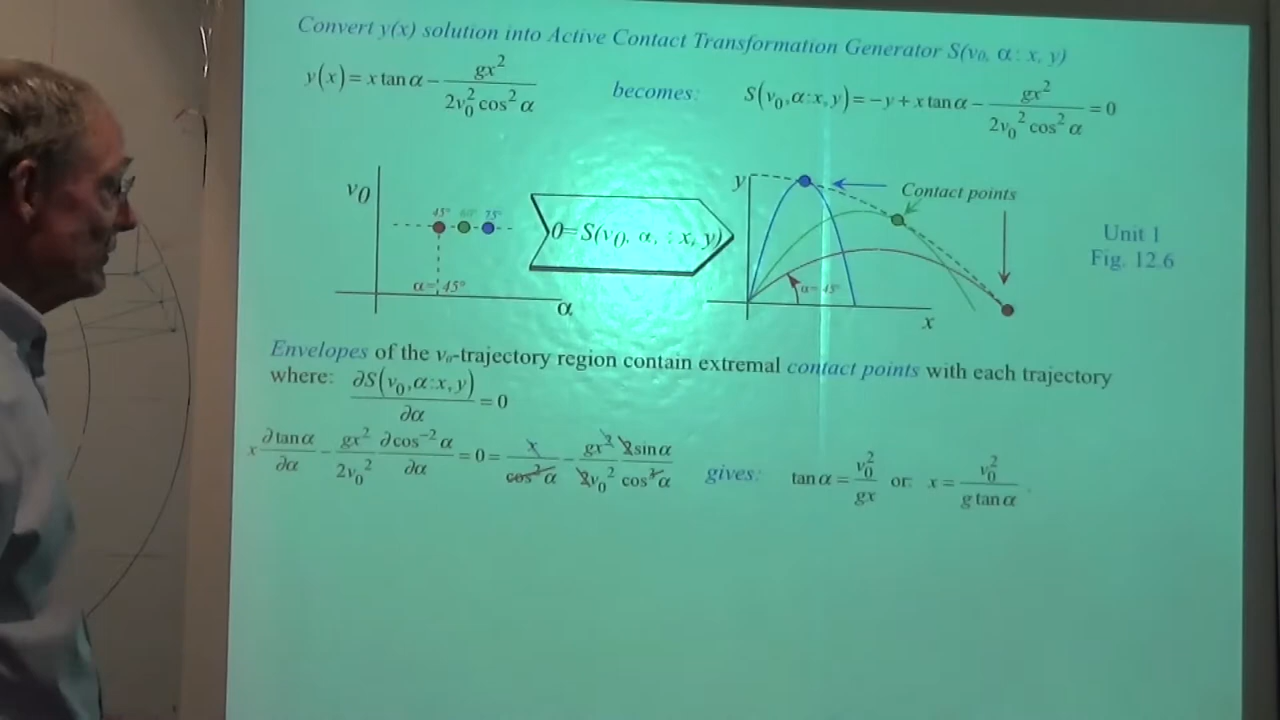 Convert y(x) solution into Active Contact Transformation Generator S(v₀, α : x, y)
y(x) = x tan α − gx² / 2v₀² cos² α becomes: S(v₀, α : x, y) = −y + x tan α − gx² / 2v₀² cos² α = 0
v₀
45° 60° 75°
α = 45°
α
0=S(v₀, α, : x, y)
y
Contact points
α= 45°
x
Unit 1
Fig. 12.6
Envelopes of the v₀-trajectory region contain extremal contact points with each trajectory
where: ∂S(v₀, α : x, y) / ∂α = 0
x ∂tan α / ∂α − gx² / 2v₀² ∂cos⁻² α / ∂α = 0 = x / cos² α − gx² 2 sin α / 2v₀² cos³ α gives: tan α = v₀² / gx or: x = v₀² / g tan α